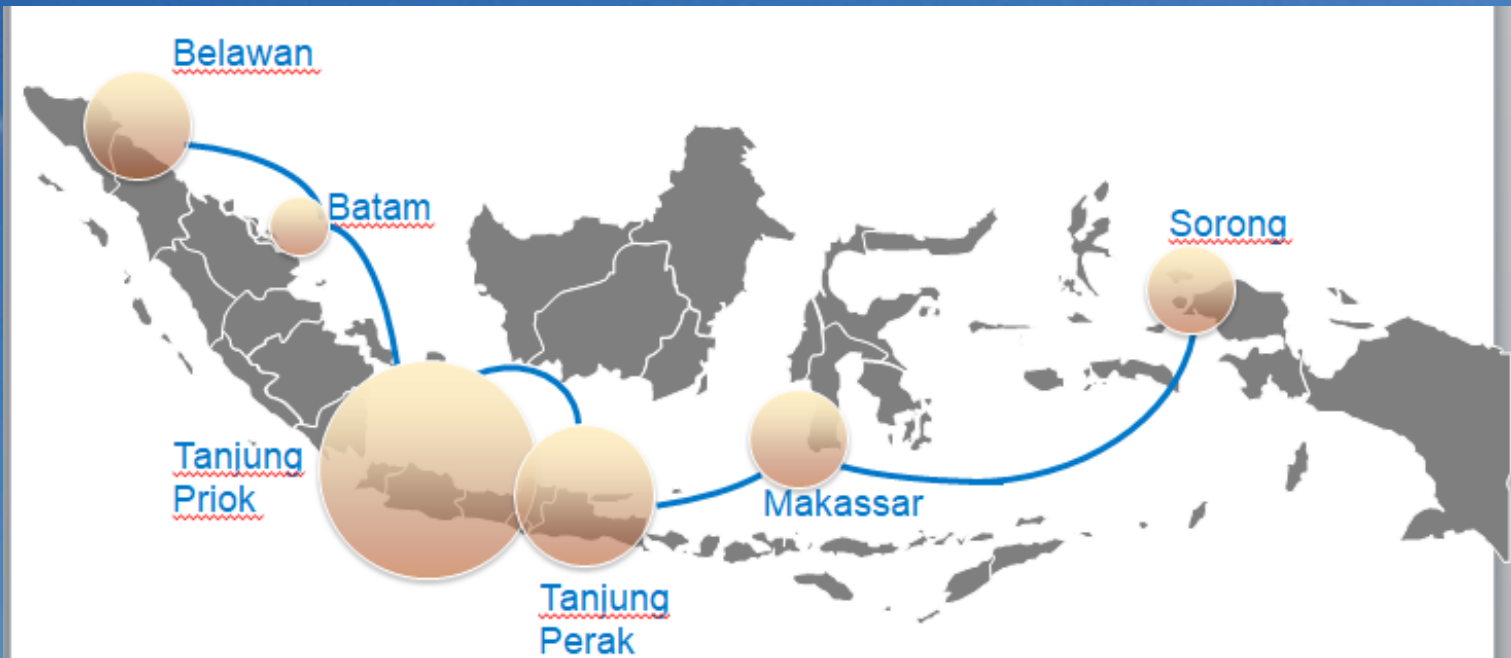 Belawan
Batam
Sorong
Tanjung
Priok
Makassar
Tanjung
Perak